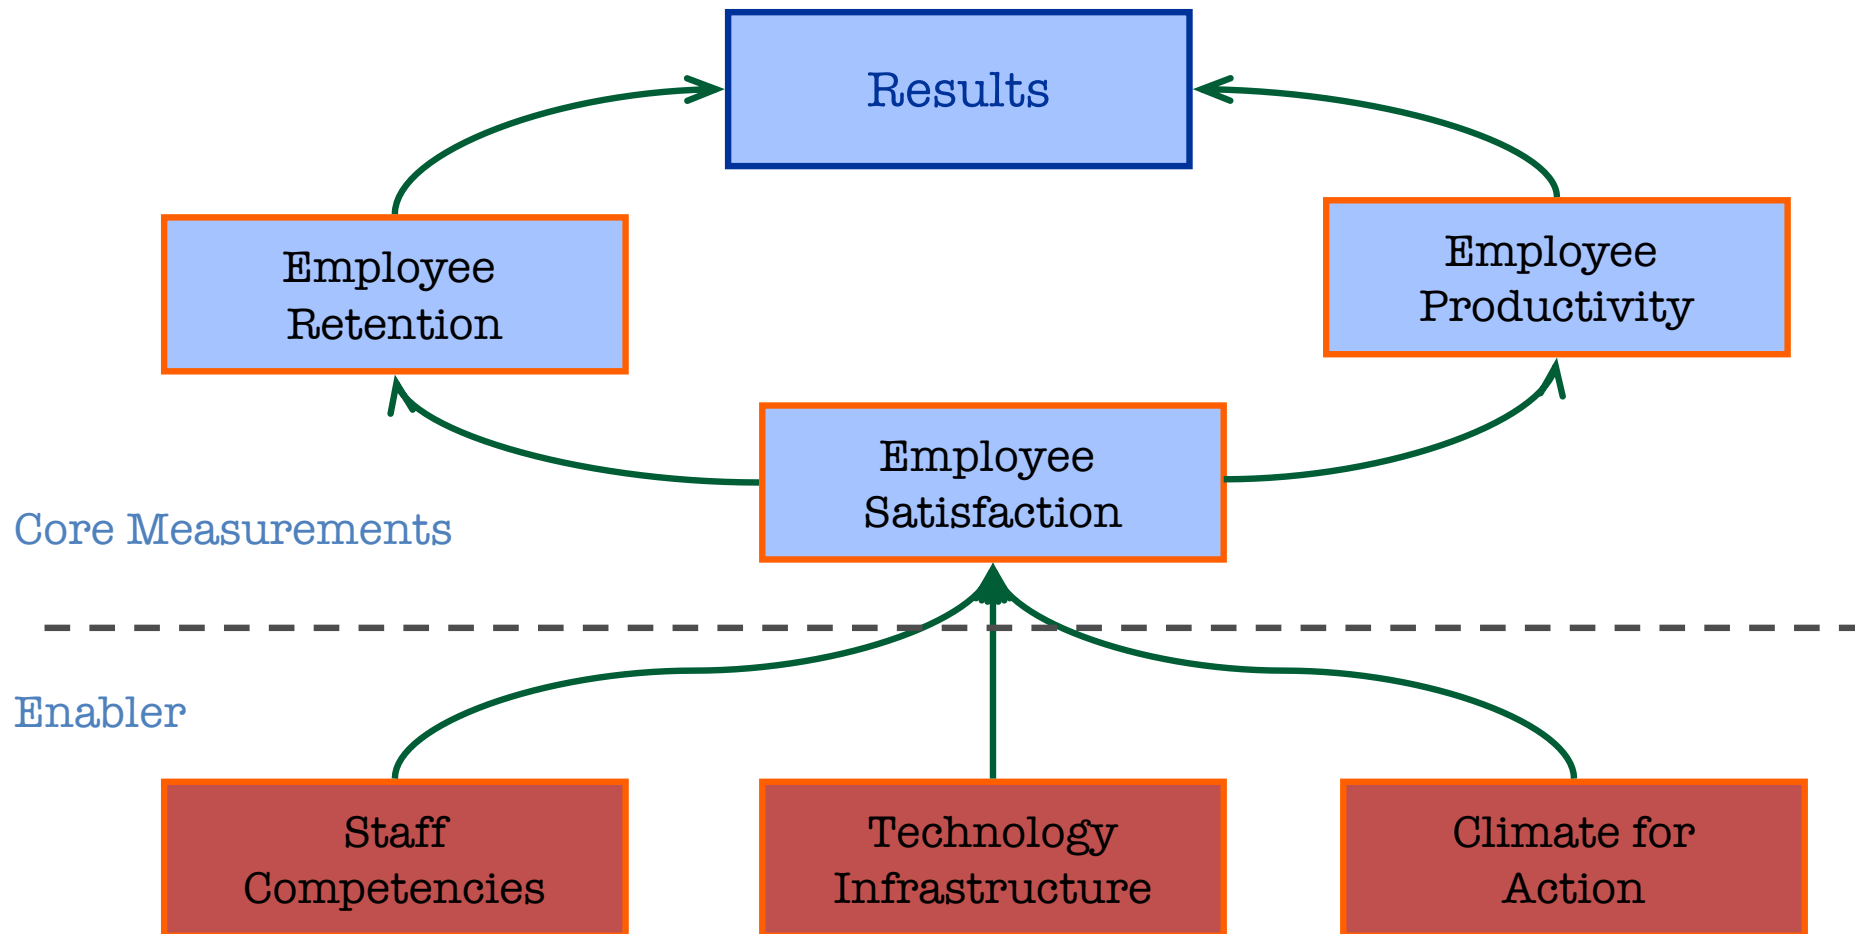 Results
Employee
Retention
Employee
Productivity
Employee
Satisfaction
Core Measurements
Enabler
Staff
Competencies
Technology
Infrastructure
Climate for
Action